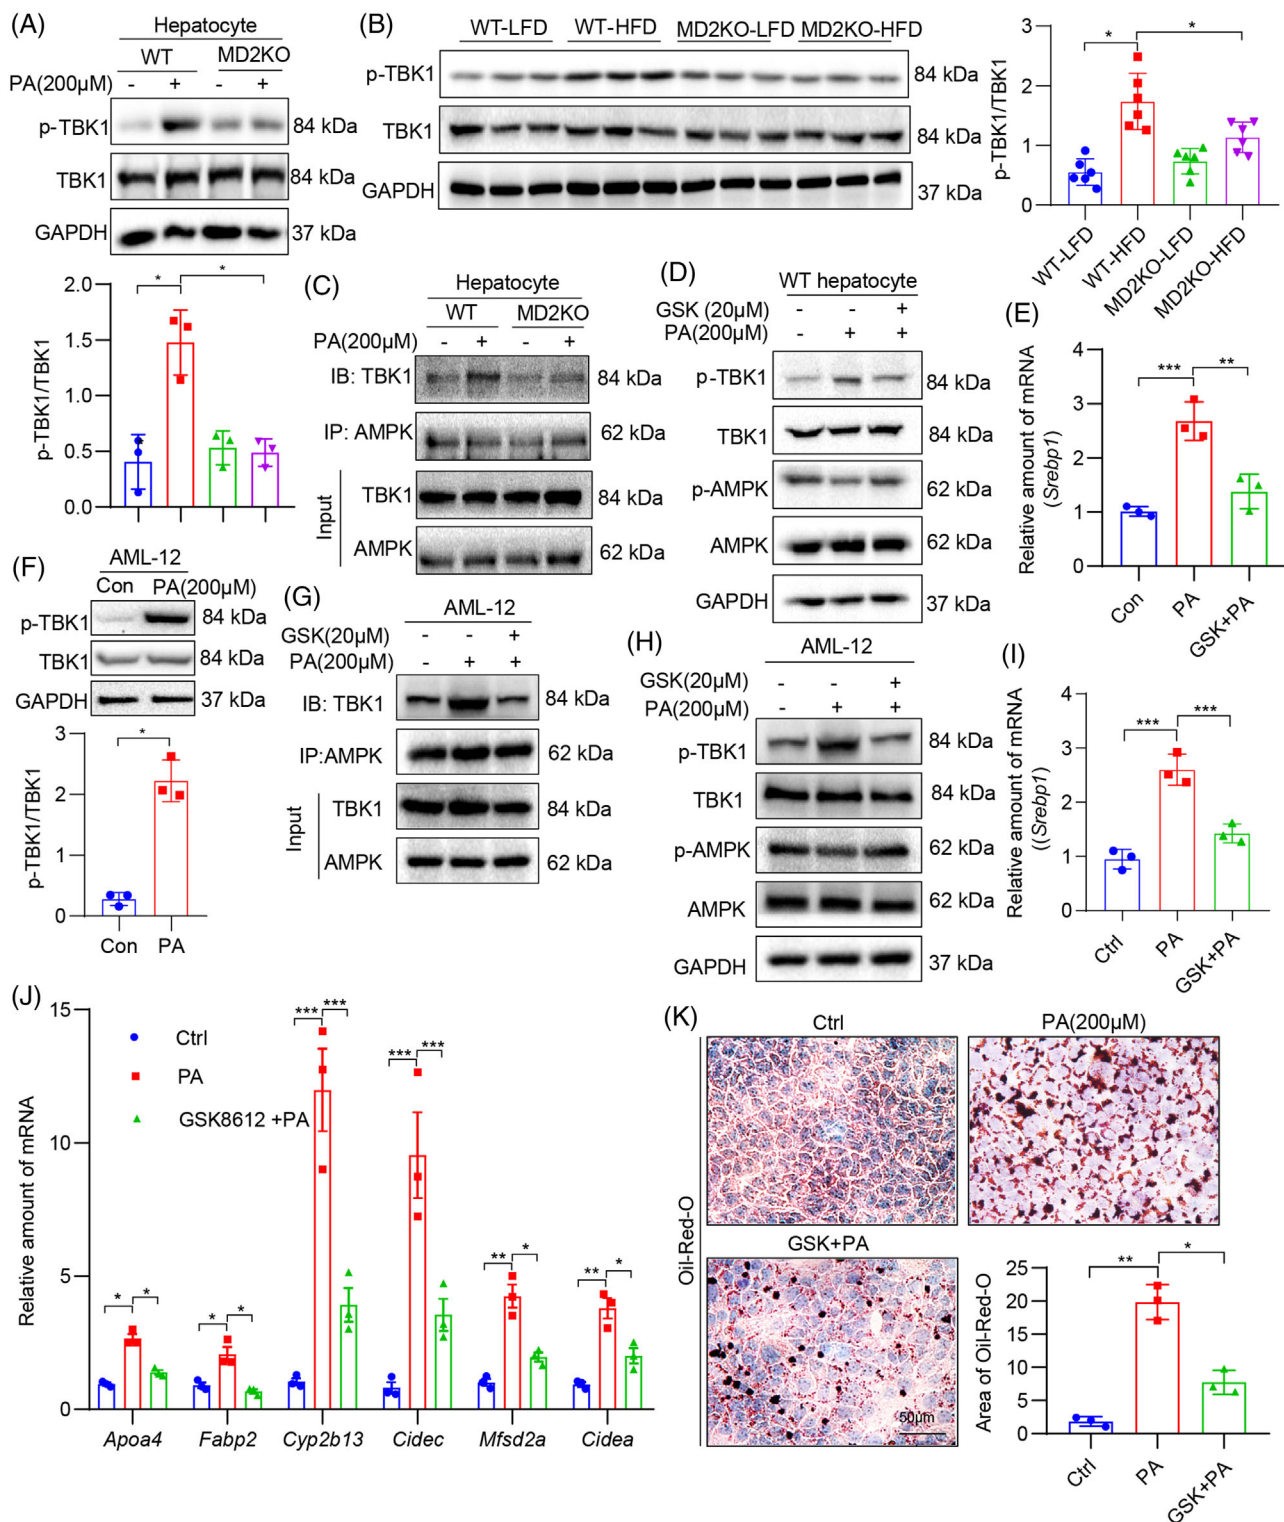 (A)
Hepatocyte
WT MD2KO
PA(200μM) - + - +
p-TBK1 84 kDa
TBK1 84 kDa
GAPDH 37 kDa
p-TBK1/TBK1
2.0
1.5
1.0
0.5
0.0
* *
(B)
WT-LFD WT-HFD MD2KO-LFD MD2KO-HFD
p-TBK1 84 kDa
TBK1 84 kDa
GAPDH 37 kDa
p-TBK1/TBK1
3
2
1
0
* *
WT-LFD
WT-HFD
MD2KO-LFD
MD2KO-HFD
(C)
Hepatocyte
WT MD2KO
PA(200μM) - + - +
IB: TBK1 84 kDa
IP: AMPK 62 kDa
Input
TBK1 84 kDa
AMPK 62 kDa
(D)
WT hepatocyte
GSK (20μM) - - +
PA(200μM) - + +
p-TBK1 84 kDa
TBK1 84 kDa
p-AMPK 62 kDa
AMPK 62 kDa
GAPDH 37 kDa
(E)
Relative amount of mRNA
(Srebp1)
4
3
2
1
0
*** **
Con
PA
GSK+PA
(F)
AML-12
Con PA(200μM)
p-TBK1 84 kDa
TBK1 84 kDa
GAPDH 37 kDa
p-TBK1/TBK1
3
2
1
0
*
Con PA
(G)
AML-12
GSK(20μM) - - +
PA(200μM) - + +
IB: TBK1 84 kDa
IP:AMPK 62 kDa
Input
TBK1 84 kDa
AMPK 62 kDa
(H)
AML-12
GSK(20μM) - - +
PA(200μM) - + +
p-TBK1 84 kDa
TBK1 84 kDa
p-AMPK 62 kDa
AMPK 62 kDa
GAPDH 37 kDa
(I)
Relative amount of mRNA
((Srebp1)
4
3
2
1
0
*** ***
Ctrl
PA
GSK+PA
(J)
Relative amount of mRNA
15
10
5
0
Ctrl
PA
GSK8612 +PA
* * * * *** *** *** *** ** * ** *
Apoa4 Fabp2 Cyp2b13 Cidec Mfsd2a Cidea
(K)
Oil-Red-O
Ctrl PA(200μM)
GSK+PA
50μm
Area of Oil-Red-O
25
20
15
10
5
0
** *
Ctrl
PA
GSK+PA